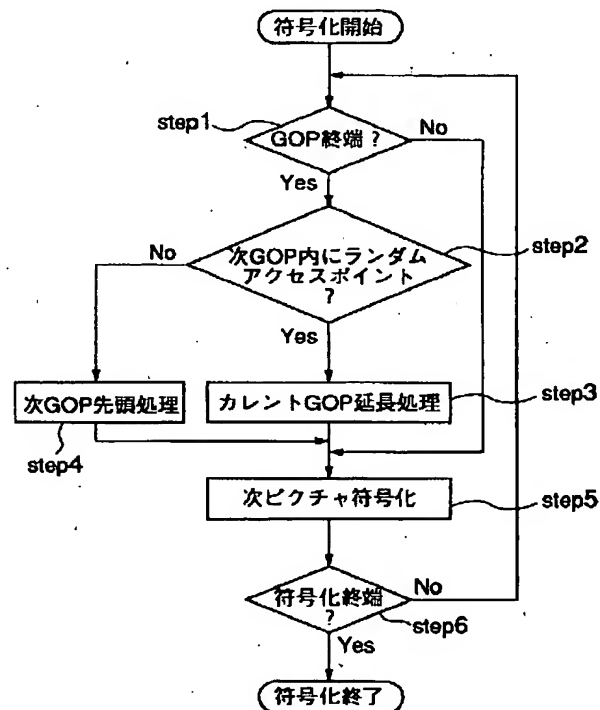 符号化開始
step1
GOP終端?
No
Yes
No
次GOP内にランダム
アクセスポイント
?
step2
Yes
次GOP先頭処理
カレントGOP延長処理
step3
step4
次ピクチャ符号化
step5
符号化終端
?
No
step6
Yes
符号化終了